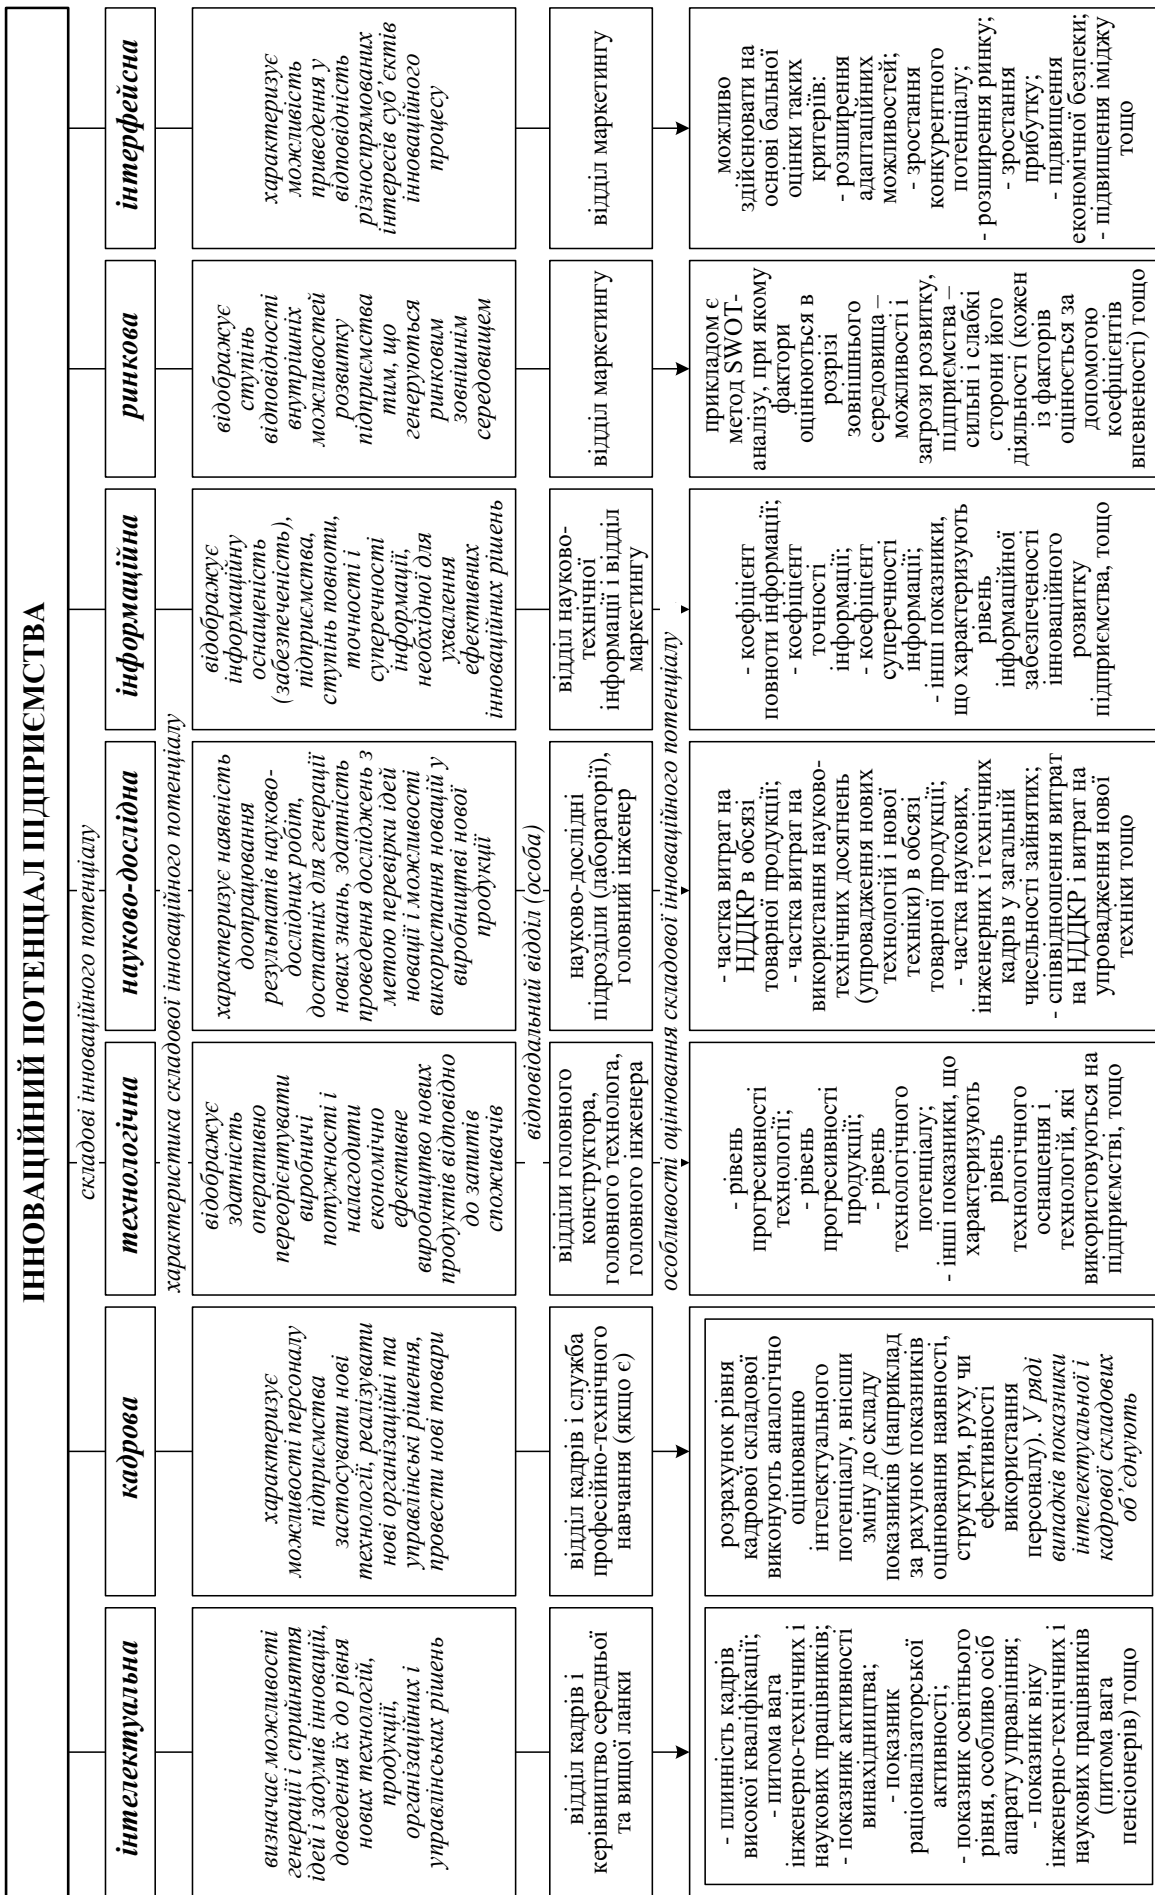 ІННОВАЦІЙНИЙ ПОТЕНЦІАЛ ПІДПРИЄМСТВА
складові інноваційного потенціалу
інтелектуальна
кадрова
технологічна
науково-дослідна
інформаційна
ринкова
інтерфейсна
характеристика складової інноваційного потенціалу
визначає можливості
генерації і сприйняття
ідей і задумів інновацій,
доведення їх до рівня
нових технологій,
продукції,
організаційних і
управлінських рішень
характеризує
можливості персоналу
підприємства
застосувати нові
технології, реалізувати
нові організаційні та
управлінські рішення,
провести нові товари
відображує
здатність
оперативно
переорієнтувати
виробничі
потужності і
налагодити
економічно
ефективне
виробництво нових
продуктів відповідно
до запитів
споживачів
характеризує наявність
доопрацювання
результатів науково-
дослідних робіт,
достатніх для генерації
нових знань, здатність
проведення досліджень з
метою перевірки ідей
новації і можливості
використання новацій у
виробництві нової
продукції
відображує
інформаційну
оснащеність
(забезпеченість),
підприємства,
ступінь повноти,
точності і
суперечності
інформації,
необхідної для
ухвалення
ефективних
інноваційних рішень
відображує
ступінь
відповідності
внутрішніх
можливостей
розвитку
підприємства
тим, що
генеруються
ринковим
зовнішнім
середовищем
характеризує
можливість
приведення у
відповідність
різноспрямованих
інтересів суб’єктів
інноваційного
процесу
відповідальний відділ (особа)
відділ кадрів і
керівництво середньої
та вищої ланки
відділ кадрів і служба
професійно-технічного
навчання (якщо є)
відділи головного
конструктора,
головного технолога,
головного інженера
науково-дослідні
підрозділи (лабораторії),
головний інженер
відділ науково-
технічної
інформації і відділ
маркетингу
відділ маркетингу
відділ маркетингу
особливості оцінювання складової інноваційного потенціалу
- плинність кадрів
високої кваліфікації;
- питома вага
інженерно-технічних і
наукових працівників;
- показник активності
винахідництва;
- показник
раціоналізаторської
активності;
- показник освітнього
рівня, особливо осіб
апарату управління;
- показник віку
інженерно-технічних і
наукових працівників
(питома вага
пенсіонерів) тощо
розрахунок рівня
кадрової складової
виконують аналогічно
оцінюванню
інтелектуального
потенціалу, внісши
зміну до складу
показників (наприклад
за рахунок показників
оцінювання наявності,
структури, руху чи
ефективності
використання
персоналу). У ряді
випадків показники
інтелектуальної і
кадрової складових
об’єднують
- рівень
прогресивності
технології;
- рівень
прогресивності
продукції;
- рівень
технологічного
потенціалу;
- інші показники, що
характеризують
рівень
технологічного
оснащення і
технологій, які
використовуються на
підприємстві, тощо
- частка витрат на
НДДКР в обсязі
товарної продукції;
- частка витрат на
використання науково-
технічних досягнень
(упровадження нових
технологій і нової
техніки) в обсязі
товарної продукції;
- частка наукових,
інженерних і технічних
кадрів у загальній
чисельності зайнятих;
- співвідношення витрат
на НДДКР і витрат на
упровадження нової
техніки тощо
- коефіцієнт
повноти інформації;
- коефіцієнт
точності
інформації;
- коефіцієнт
суперечності
інформації;
- інші показники,
що характеризують
рівень
інформаційної
забезпеченості
інноваційного
розвитку
підприємства, тощо
прикладом є
метод SWOT-
аналізу, при якому
фактори
оцінюються в
розрізі
зовнішнього
середовища –
можливості і
загрози розвитку,
підприємства –
сильні і слабкі
сторони його
діяльності (кожен
із факторів
оцінюється за
допомогою
коефіцієнтів
впевненості) тощо
можливо
здійснювати на
основі бальної
оцінки таких
критеріїв:
- розширення
адаптаційних
можливостей;
- зростання
конкурентного
потенціалу;
- розширення ринку;
- зростання
прибутку;
- підвищення
економічної безпеки;
- підвищення іміджу
тощо